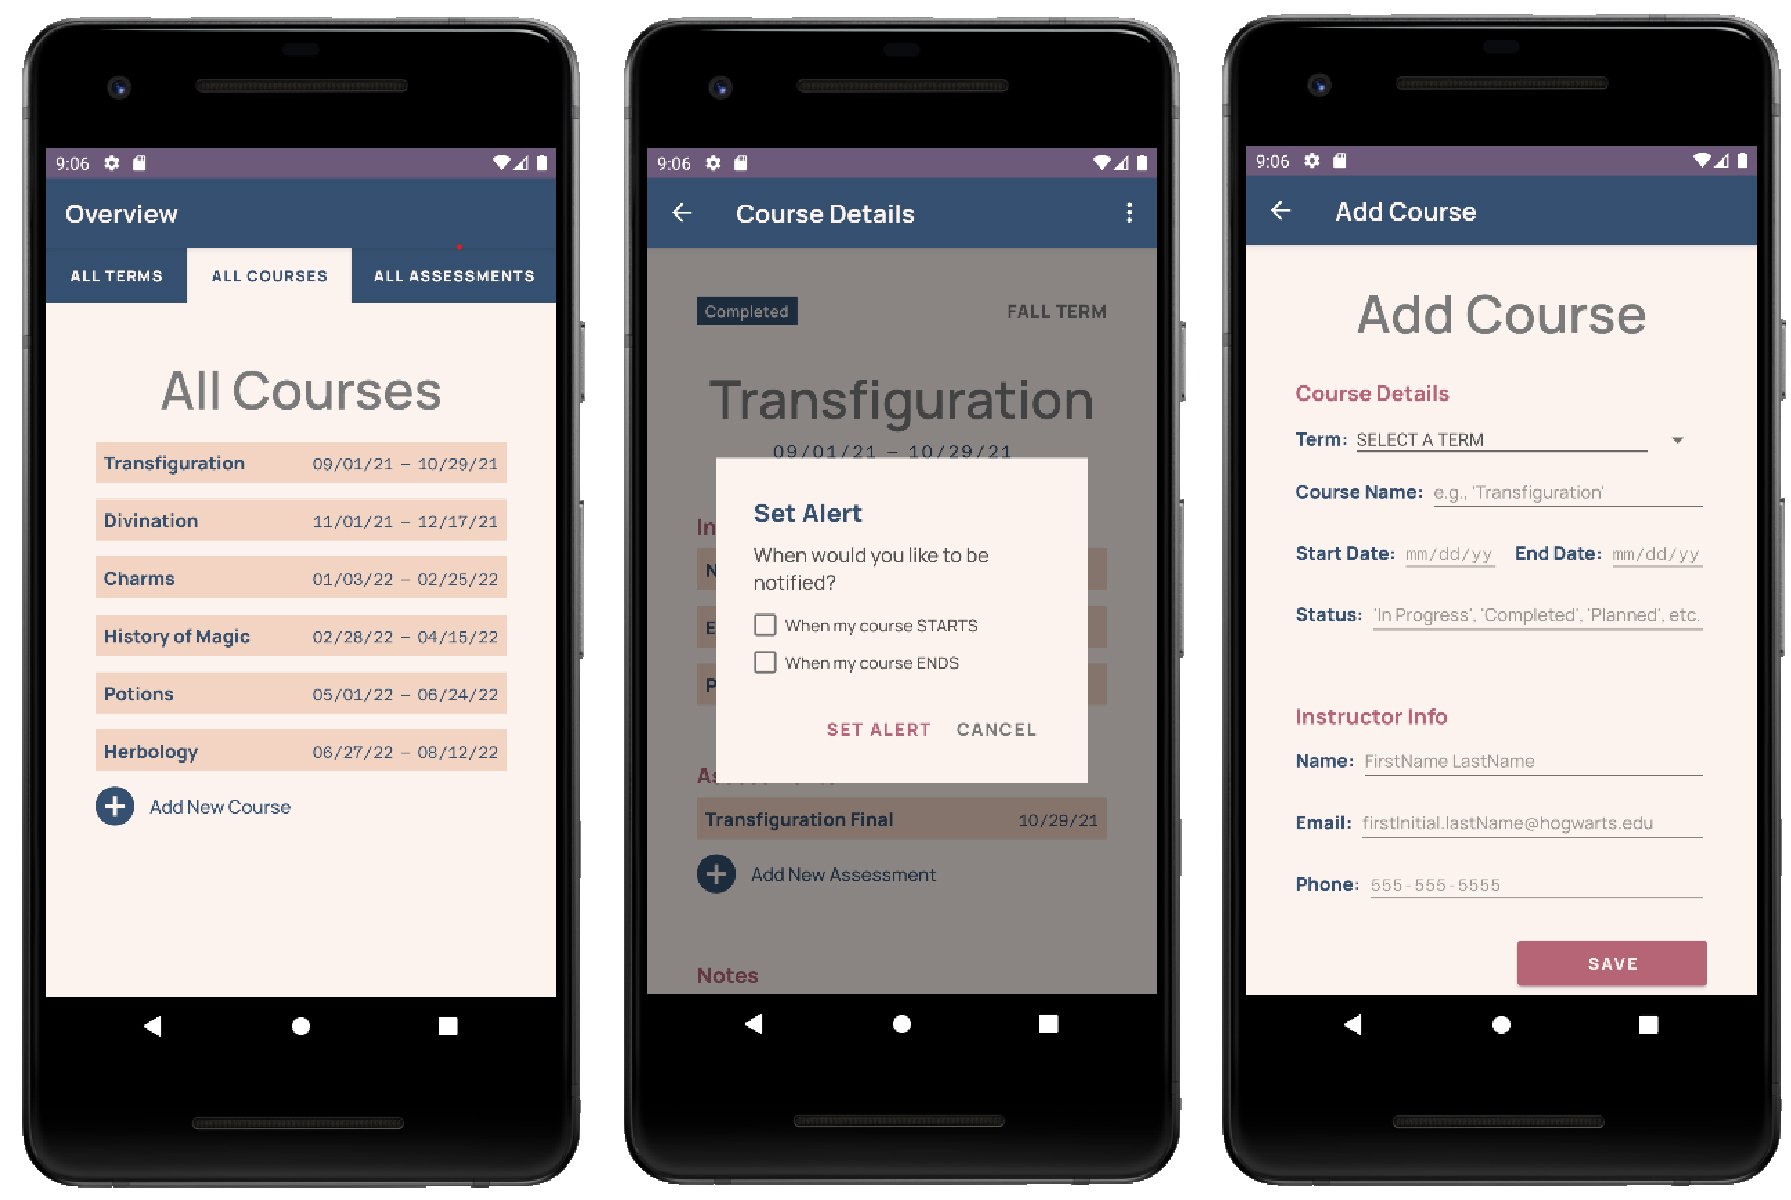 9:06
Overview
ALL TERMS ALL COURSES ALL ASSESSMENTS
All Courses
Transfiguration 09/01/21 – 10/29/21
Divination 11/01/21 – 12/17/21
Charms 01/03/22 – 02/25/22
History of Magic 02/28/22 – 04/15/22
Potions 05/01/22 – 06/24/22
Herbology 06/27/22 – 08/12/22
Add New Course
9:06
Course Details
Completed FALL TERM
Transfiguration
09/01/21 – 10/29/21
Set Alert
When would you like to be
notified?
When my course STARTS
When my course ENDS
SET ALERT CANCEL
Transfiguration Final 10/29/21
Add New Assessment
Notes
9:06
Add Course
Add Course
Course Details
Term: SELECT A TERM
Course Name: e.g., 'Transfiguration'
Start Date: mm/dd/yy End Date: mm/dd/yy
Status: 'In Progress', 'Completed', 'Planned', etc.
Instructor Info
Name: FirstName LastName
Email: firstInitial.lastName@hogwarts.edu
Phone: 555-555-5555
SAVE